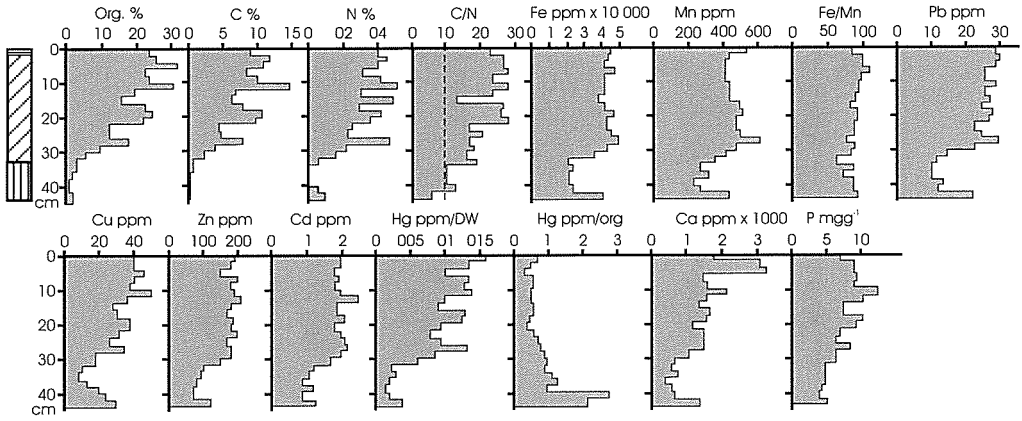 Org. % C % N % C/N Fe ppm x 10 000 Mn ppm Fe/Mn Pb ppm
0 10 20 30 0 5 10 15 0 02 04 0 10 20 30 0 1 2 3 4 5 0 200 400 600 0 50 100 0 10 20 30
0
10
20
30
40
cm
Cu ppm Zn ppm Cd ppm Hg ppm/DW Hg ppm/org Ca ppm x 1000 P mgg-1
0 20 40 0 100 200 0 1 2 0 005 01 015 0 1 2 3 0 1 2 3 0 5 10
0
10
20
30
40
cm